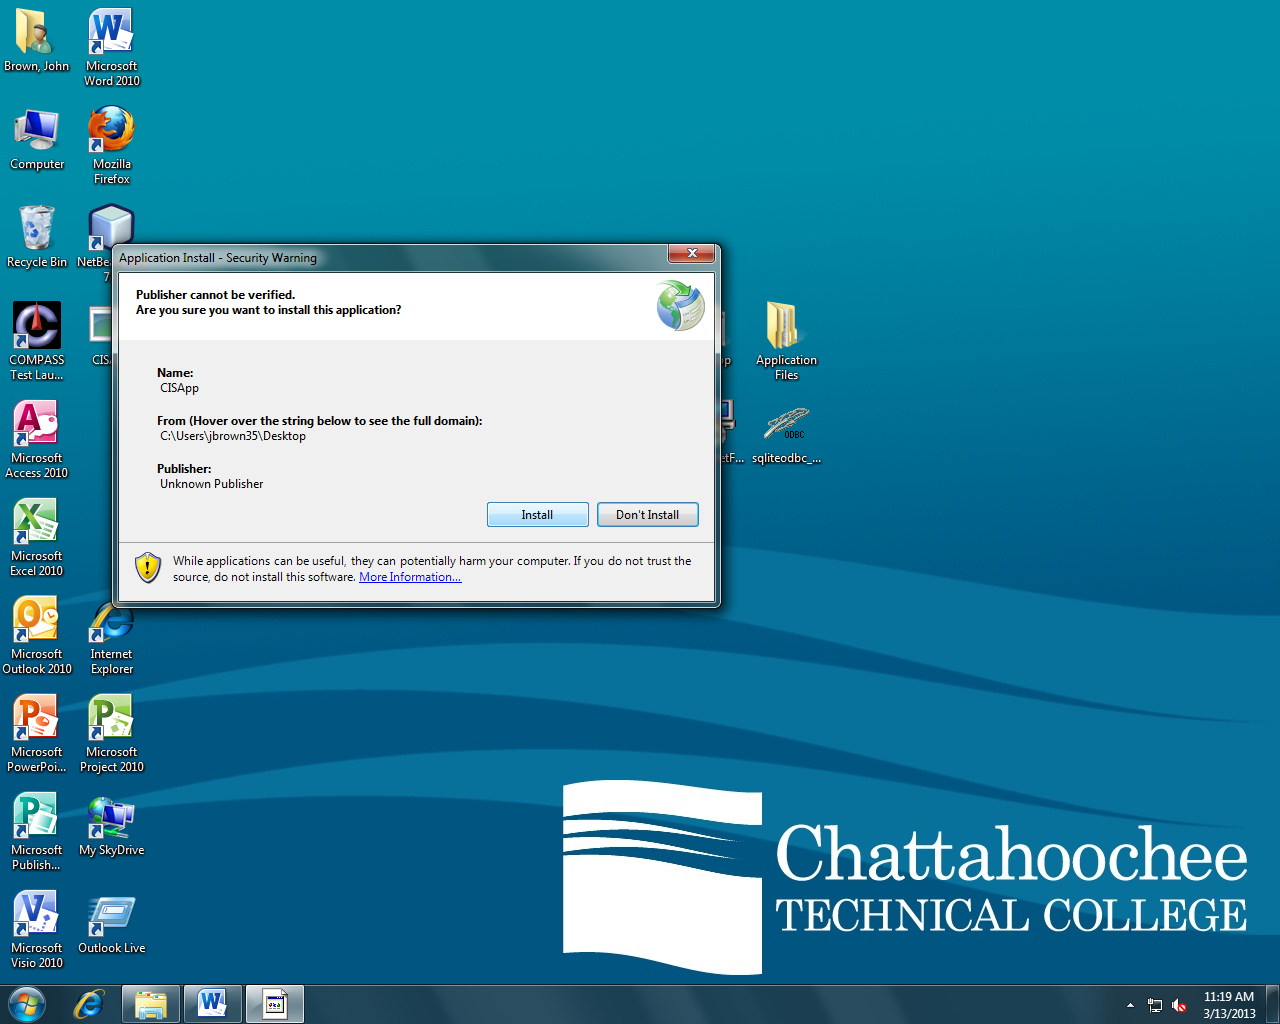 Brown, John
Microsoft
Word 2010
Computer
Mozilla
Firefox
Recycle Bin
NetBe
7
COMPASS
Test Lau...
CIS
Microsoft
Access 2010
Microsoft
Excel 2010
Microsoft
Outlook 2010
Internet
Explorer
Microsoft
PowerPoi...
Microsoft
Project 2010
Microsoft
Publish...
My SkyDrive
Microsoft
Visio 2010
Outlook Live
Application Install - Security Warning
Publisher cannot be verified.
Are you sure you want to install this application?
Name:
CISApp
From (Hover over the string below to see the full domain):
C:\Users\jbrown35\Desktop
Publisher:
Unknown Publisher
Install
Don't Install
While applications can be useful, they can potentially harm your computer. If you do not trust the
source, do not install this software. More Information...
p
etF...
Application
Files
ODBC
sqliteodbc_...
Chattahoochee
TECHNICAL COLLEGE
11:19 AM
3/13/2013